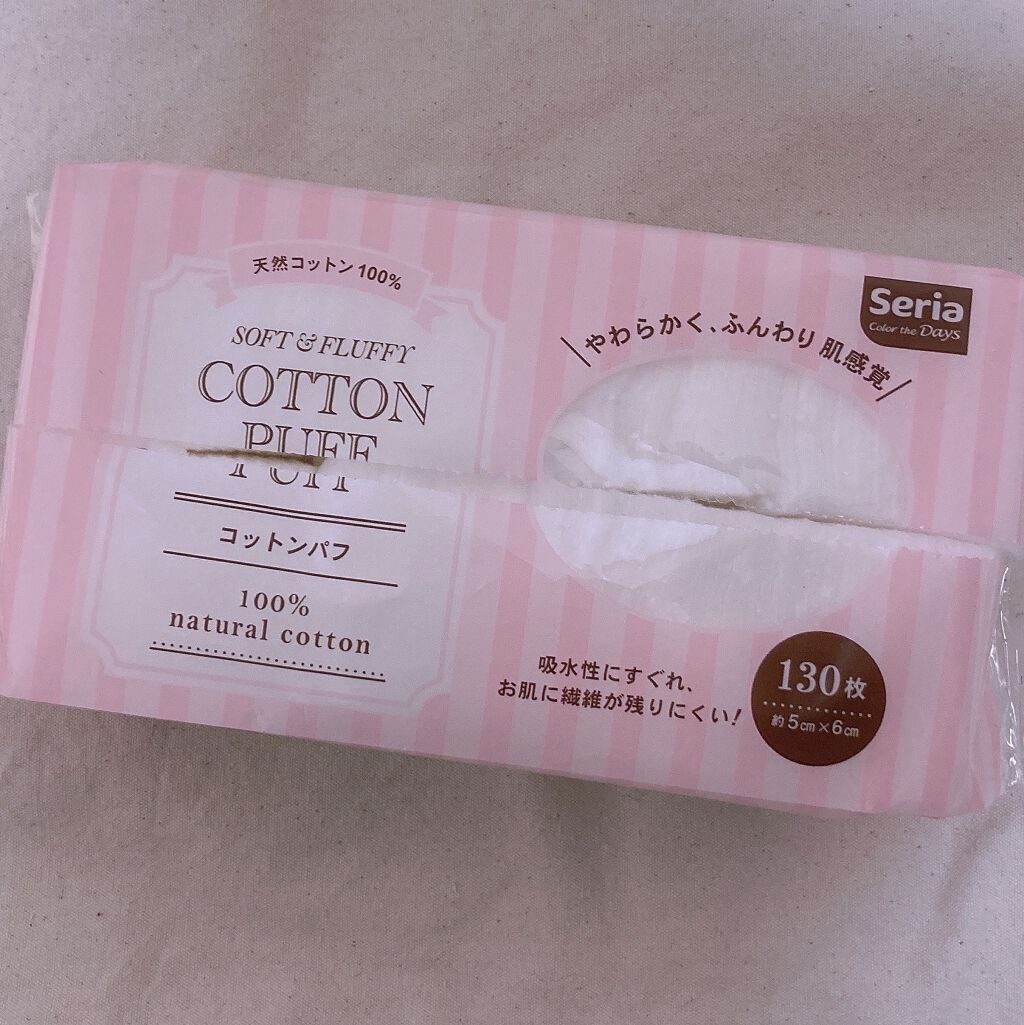 天然コットン100%
SOFT & FLUFFY
COTTON
PUFF
コットンパフ
100%
natural cotton
Seria
Color the Days
\やわらかく、ふんわり肌感覚/
吸水性にすぐれ、
お肌に繊維が残りにくい!
130枚
約5cm×6cm